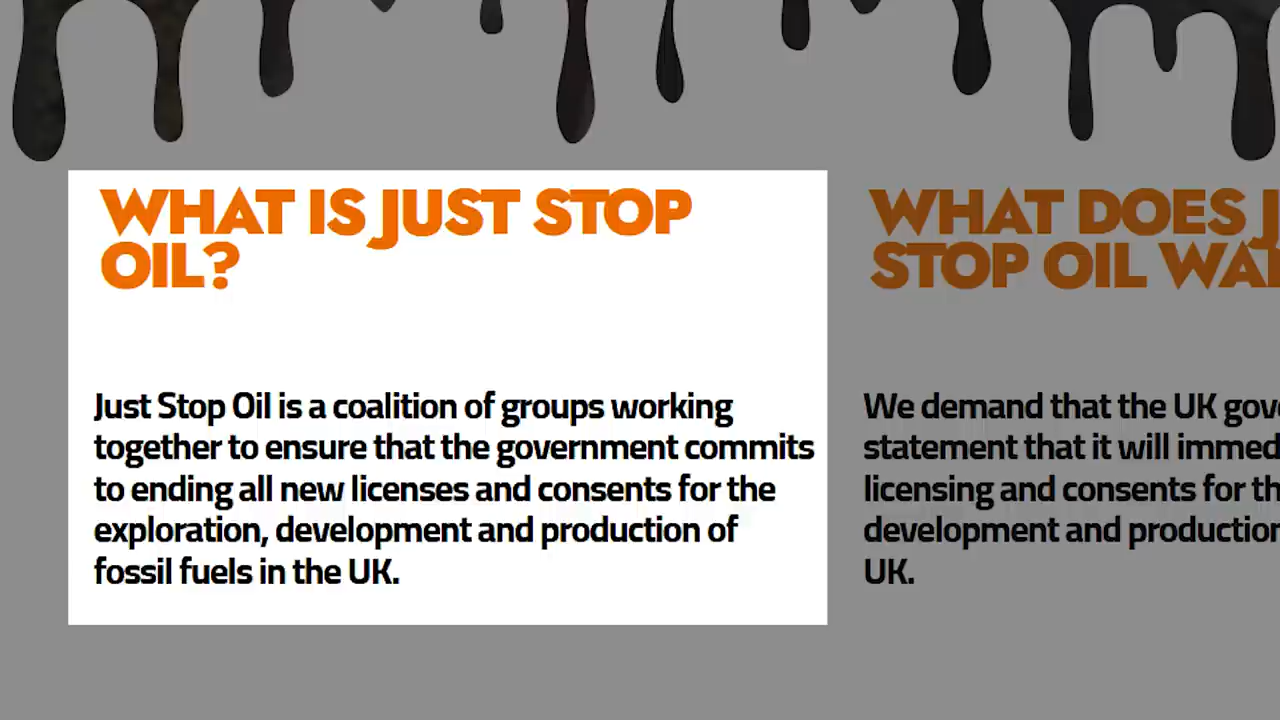 WHAT IS JUST STOP
OIL?
Just Stop Oil is a coalition of groups working
together to ensure that the government commits
to ending all new licenses and consents for the
exploration, development and production of
fossil fuels in the UK.
WHAT DOES
STOP OIL
We demand that the UK
statement that it will
licensing and consents for
development and
UK.